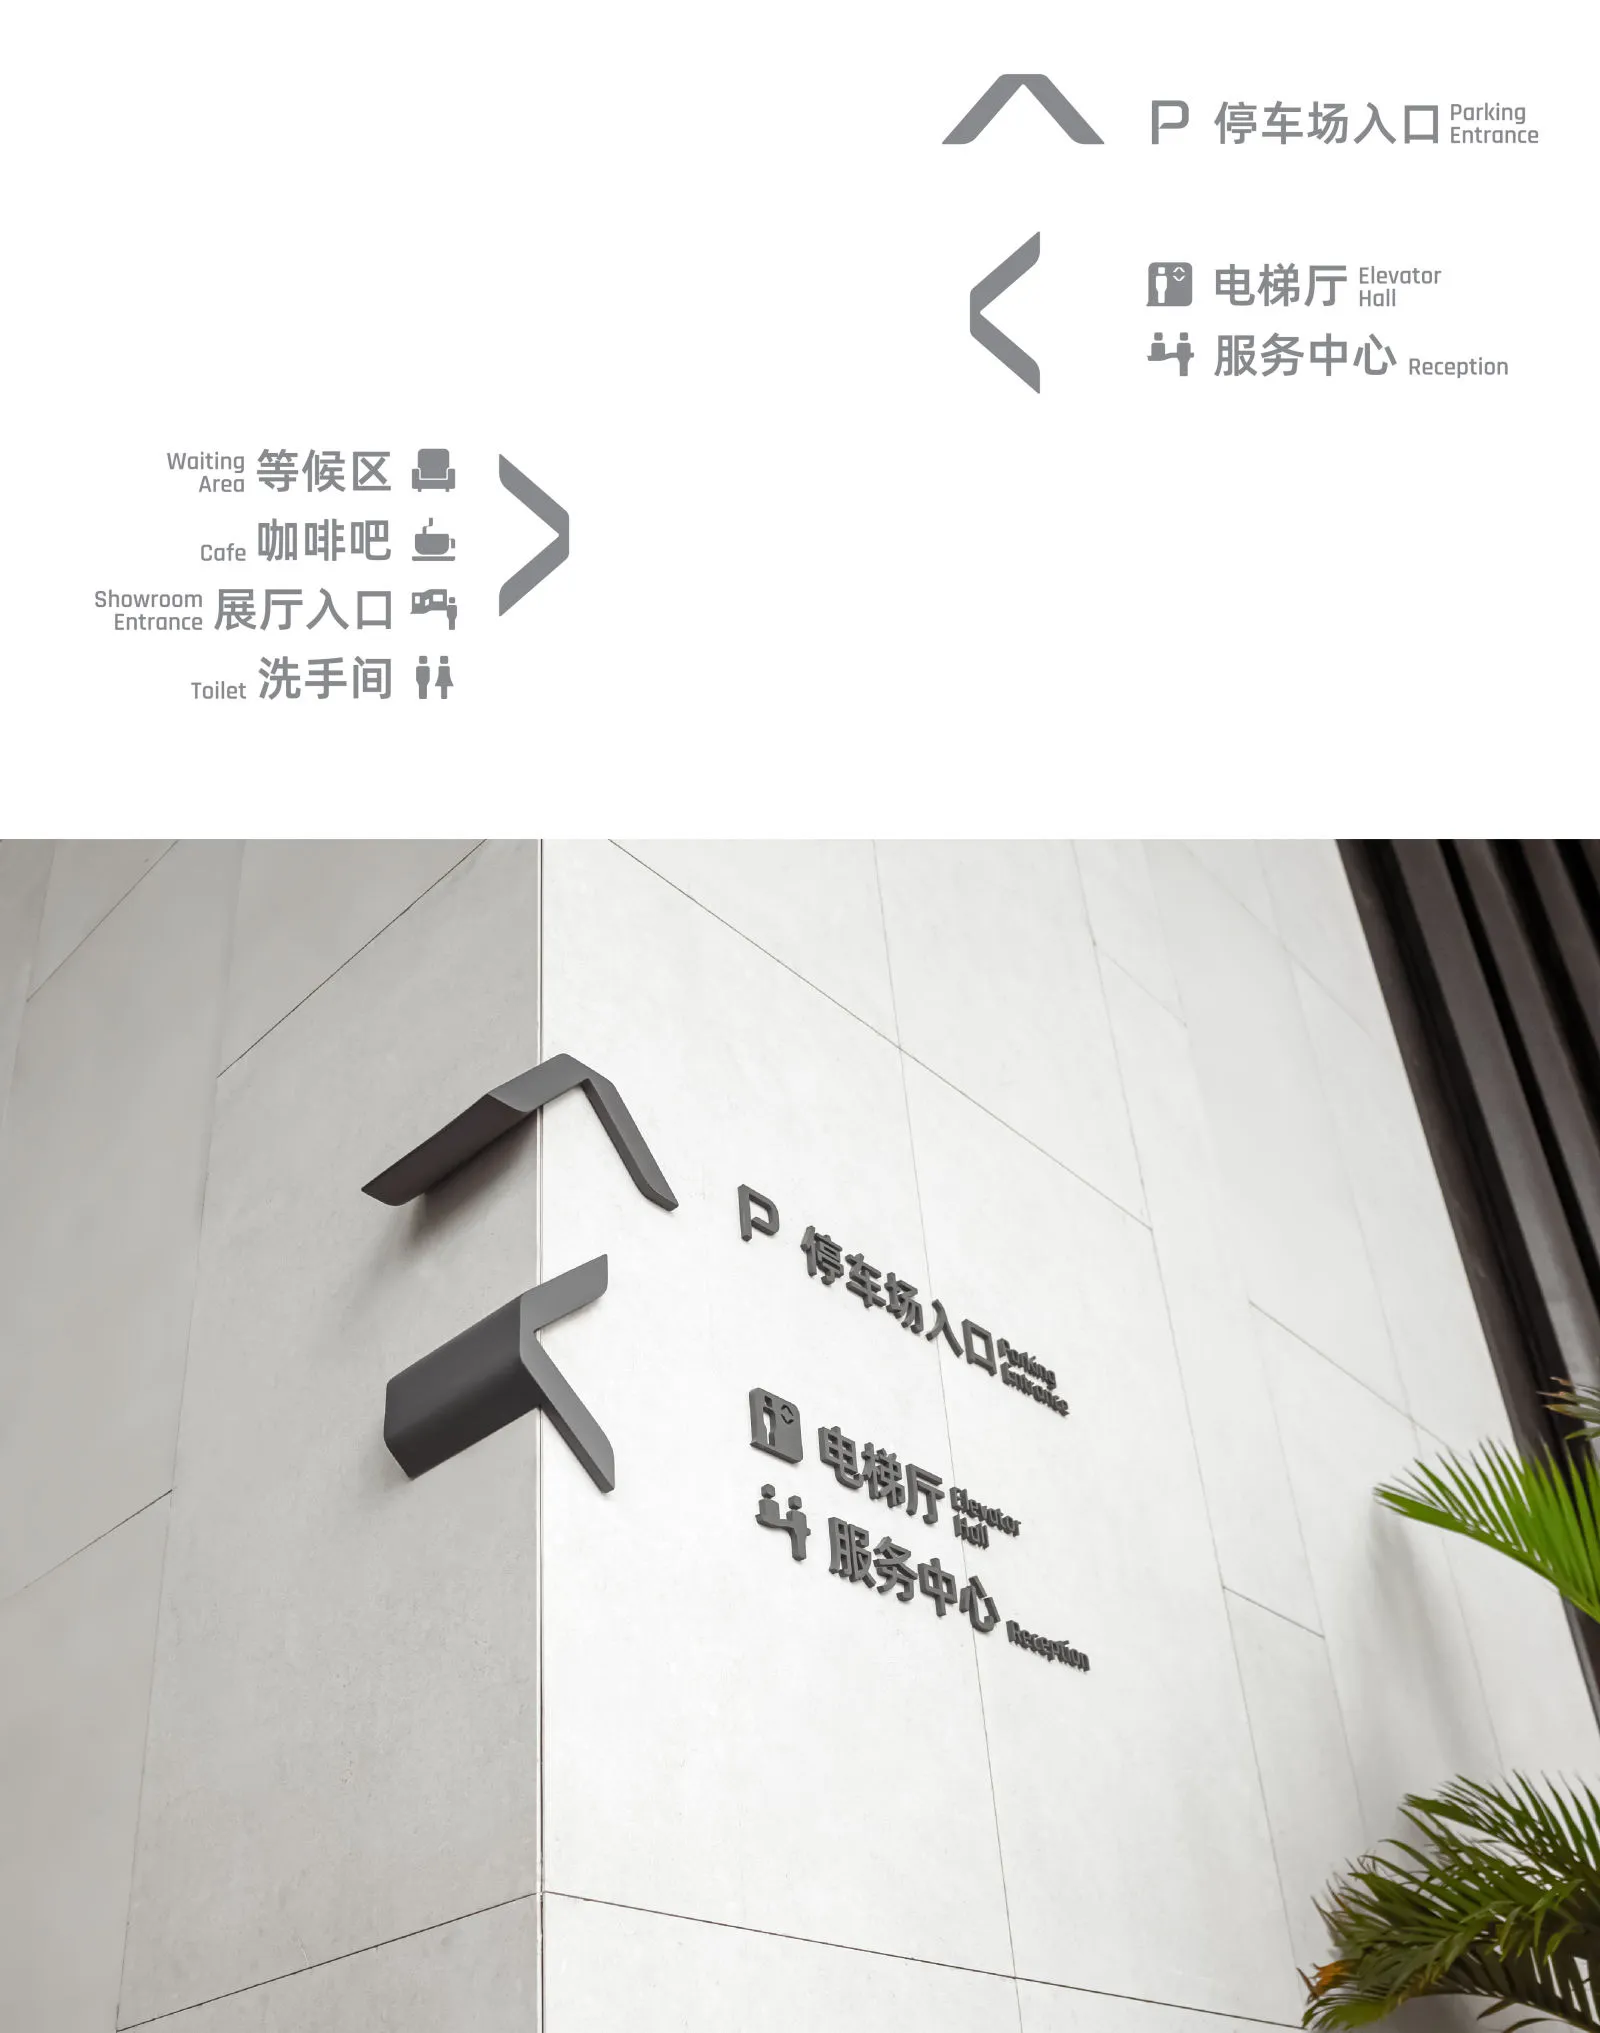 P 停车场入口 Parking
Entrance
电梯厅 Elevator
Hall
服务中心 Reception
Waiting
Area 等候区
Cafe 咖啡吧
Showroom
Entrance 展厅入口
Toilet 洗手间
P 停车场入口 Parking
Entrance
电梯厅 Elevator
Hall
服务中心 Reception